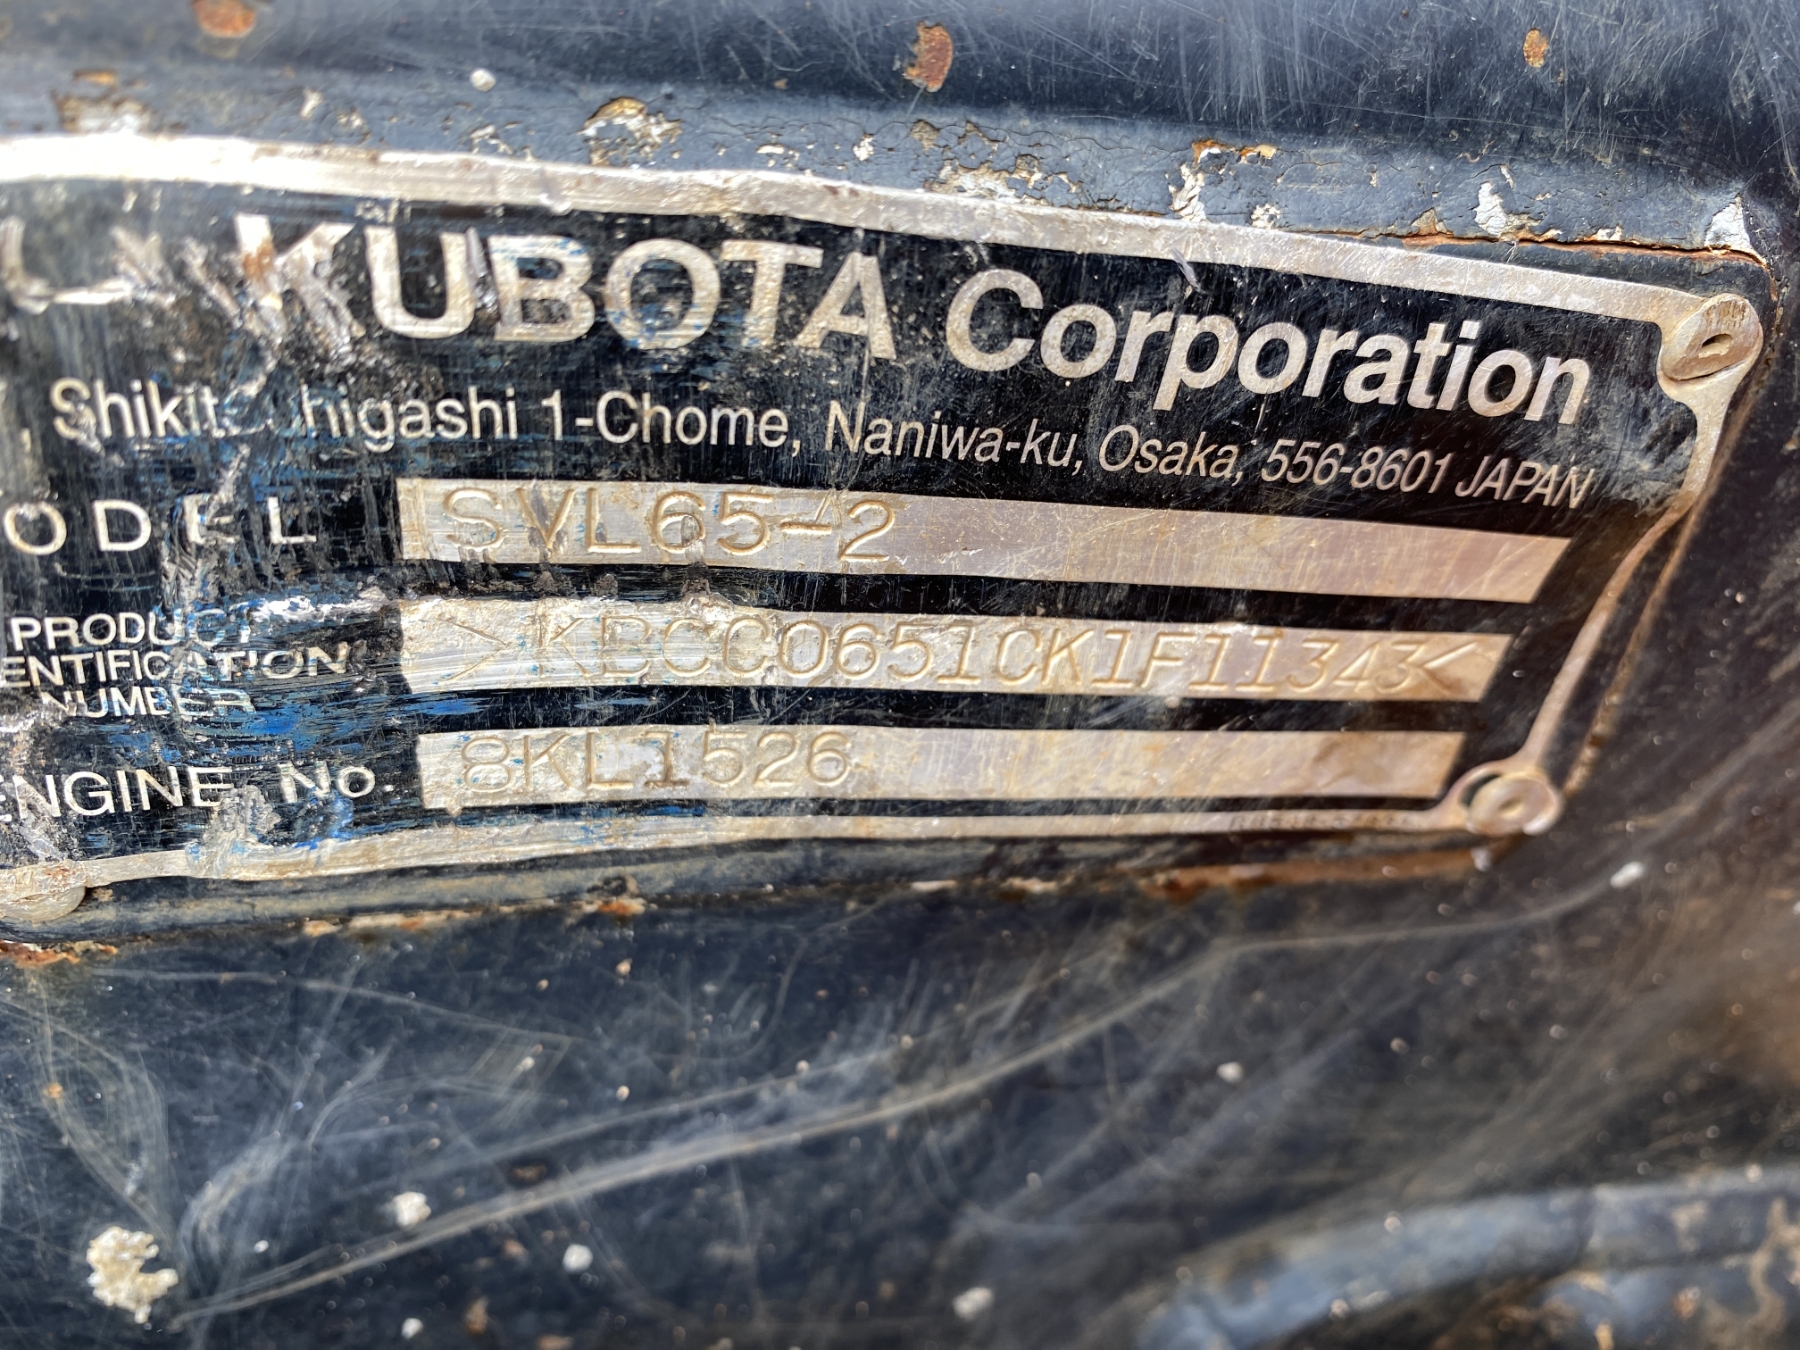 KUBOTA Corporation
Shikitsuhigashi 1-Chome, Naniwa-ku, Osaka, 556-8601 JAPAN
ODEL SVL65-2
PRODUCT
ENTIFICATION
NUMBER
>KBCC0651CK1F11343<
ENGINE No. 8KL1526